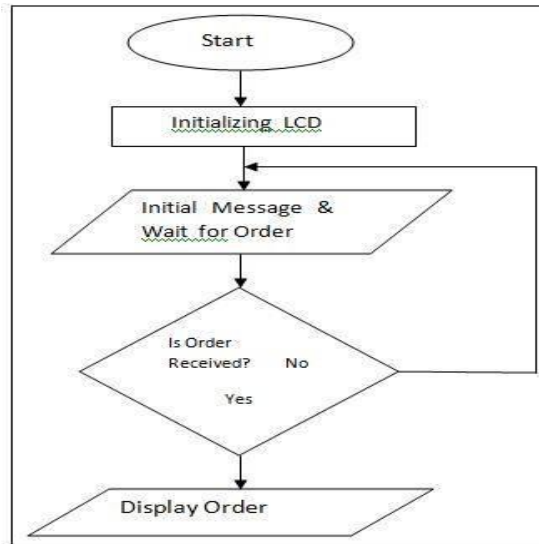 Start
Initializing LCD
Initial Message &
Wait for Order
Is Order
Received? No
Yes
Display Order